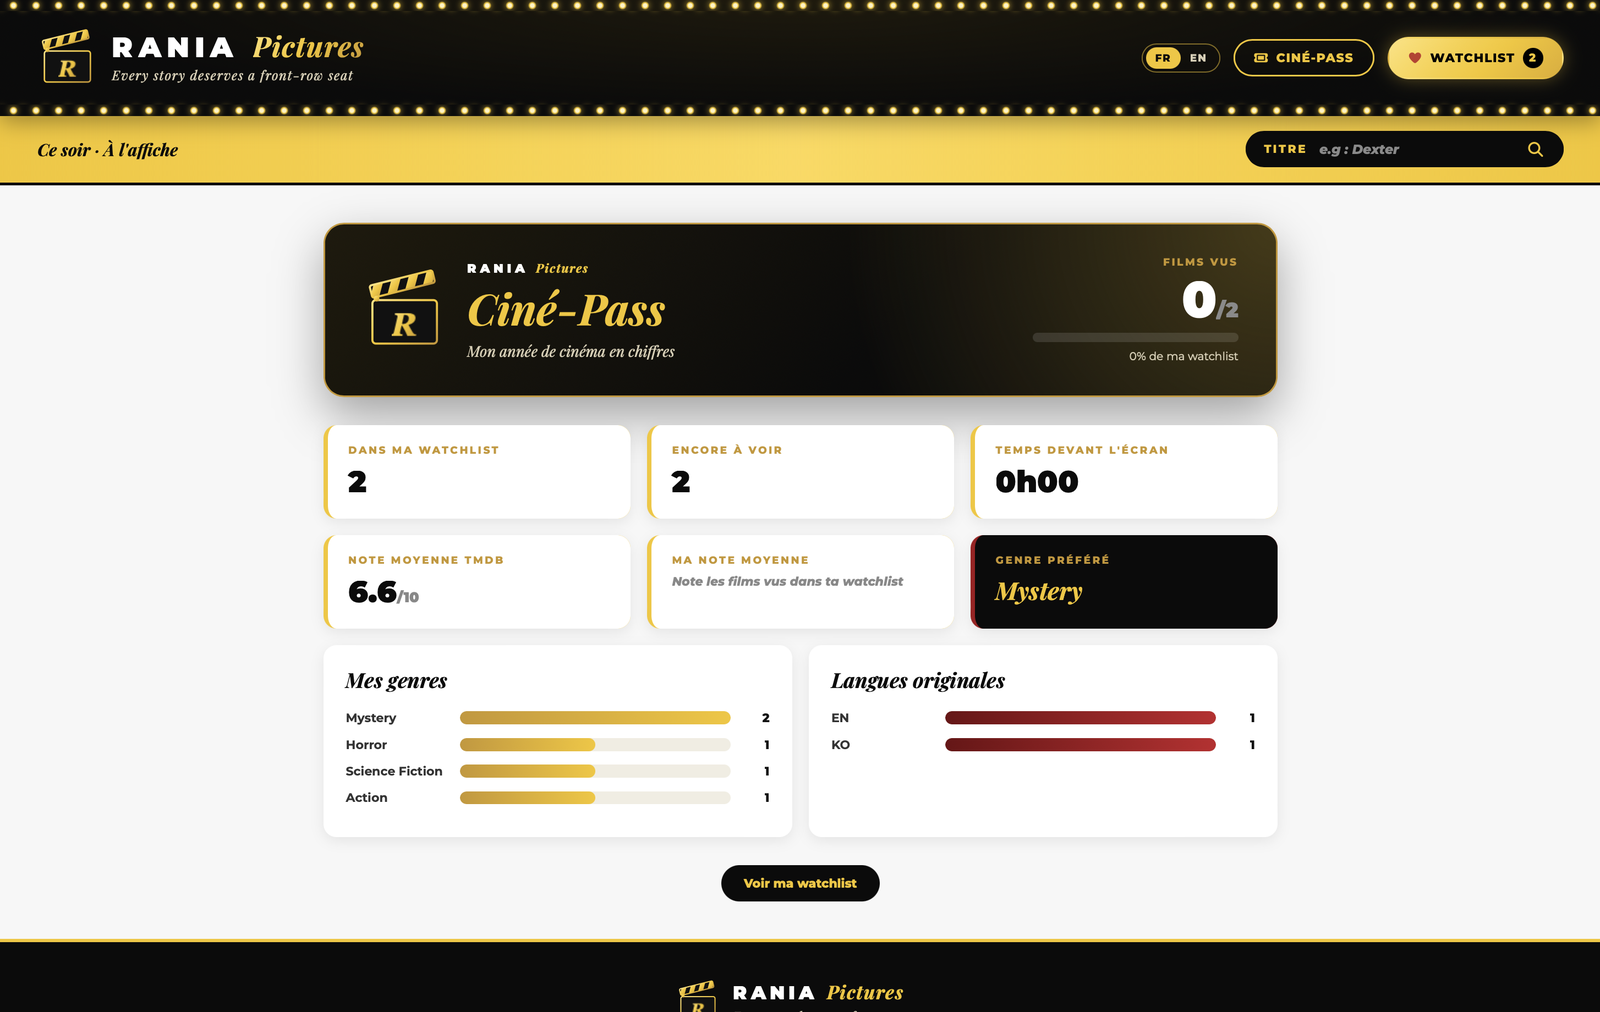 R
RANIA Pictures
Every story deserves a front-row seat
FR EN
CINÉ-PASS
WATCHLIST 2
Ce soir · À l'affiche
TITRE e.g : Dexter
R
RANIA Pictures
Ciné-Pass
Mon année de cinéma en chiffres
FILMS VUS
0/2
0% de ma watchlist
DANS MA WATCHLIST
2
ENCORE À VOIR
2
TEMPS DEVANT L'ÉCRAN
0h00
NOTE MOYENNE TMDB
6.6/10
MA NOTE MOYENNE
Note les films vus dans ta watchlist
GENRE PRÉFÉRÉ
Mystery
Mes genres
Mystery 2
Horror 1
Science Fiction 1
Action 1
Langues originales
EN 1
KO 1
Voir ma watchlist
R
RANIA Pictures